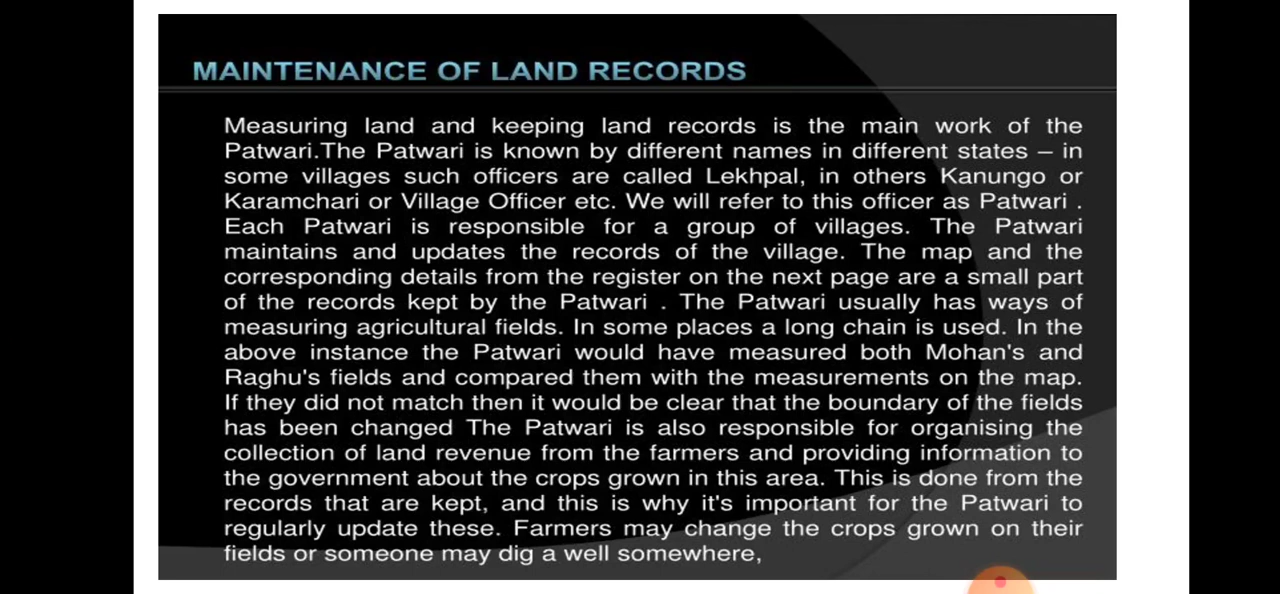 MAINTENANCE OF LAND RECORDS
Measuring land and keeping land records is the main work of the
Patwari.The Patwari is known by different names in different states – in
some villages such officers are called Lekhpal, in others Kanungo or
Karamchari or Village Officer etc. We will refer to this officer as Patwari .
Each Patwari is responsible for a group of villages. The Patwari
maintains and updates the records of the village. The map and the
corresponding details from the register on the next page are a small part
of the records kept by the Patwari . The Patwari usually has ways of
measuring agricultural fields. In some places a long chain is used. In the
above instance the Patwari would have measured both Mohan's and
Raghu's fields and compared them with the measurements on the map.
If they did not match then it would be clear that the boundary of the fields
has been changed The Patwari is also responsible for organising the
collection of land revenue from the farmers and providing information to
the government about the crops grown in this area. This is done from the
records that are kept, and this is why it's important for the Patwari to
regularly update these. Farmers may change the crops grown on their
fields or someone may dig a well somewhere,